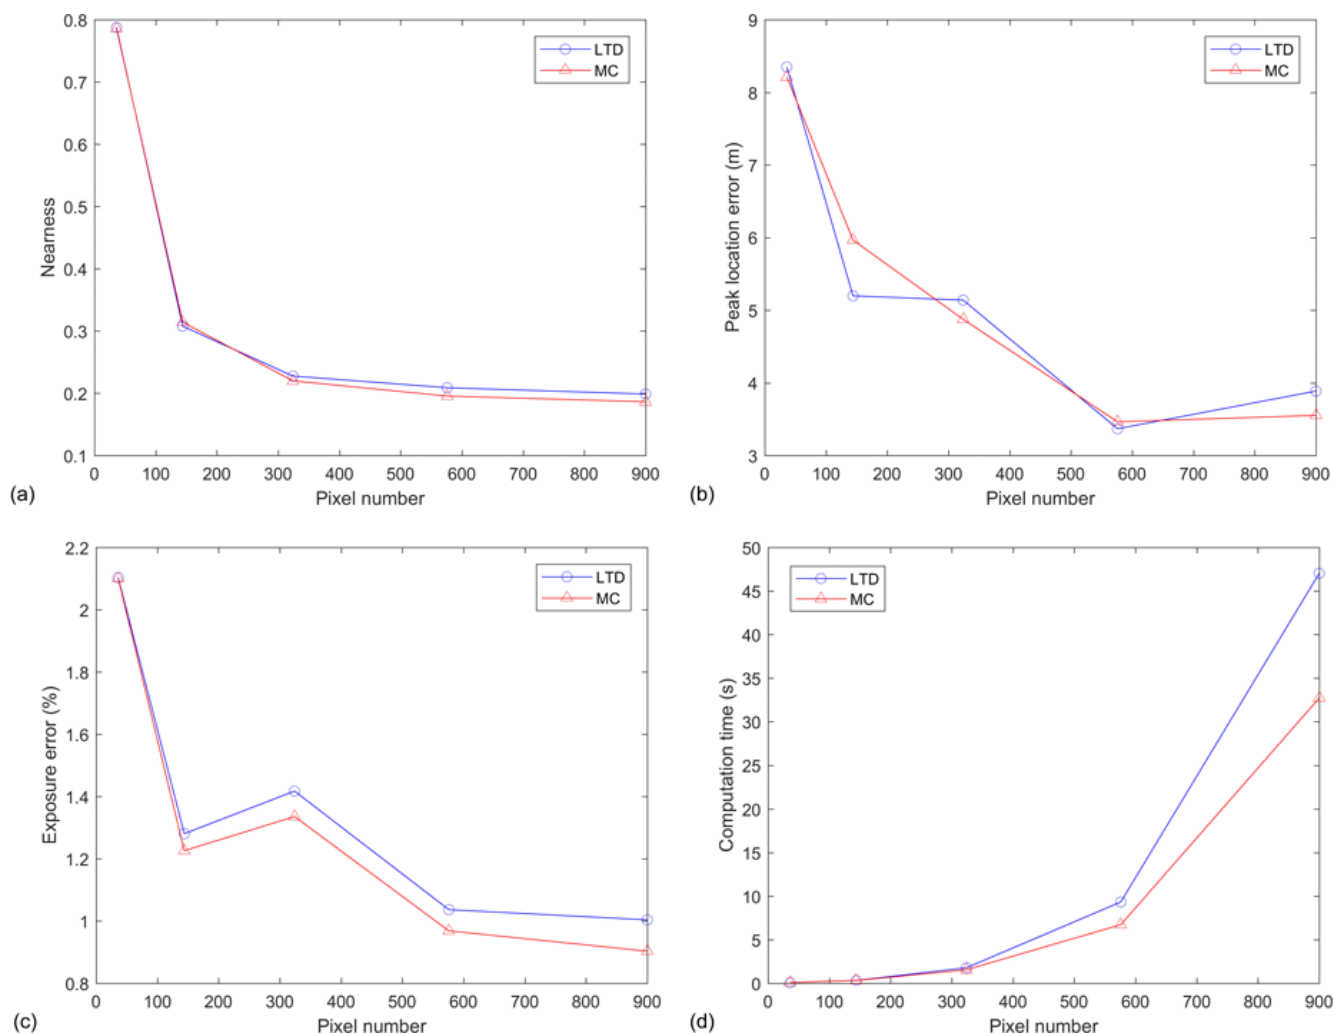 0.8
0.7
0.6
0.5
0.4
0.3
0.2
0.1
Nearness
LTD
MC
0 100 200 300 400 500 600 700 800 900
Pixel number
(a)
9
8
7
6
5
4
3
Peak location error (m)
LTD
MC
0 100 200 300 400 500 600 700 800 900
Pixel number
(b)
2.2
2
1.8
1.6
1.4
1.2
1
0.8
Exposure error (%)
LTD
MC
0 100 200 300 400 500 600 700 800 900
Pixel number
(c)
50
45
40
35
30
25
20
15
10
5
0
Computation time (s)
LTD
MC
0 100 200 300 400 500 600 700 800 900
Pixel number
(d)